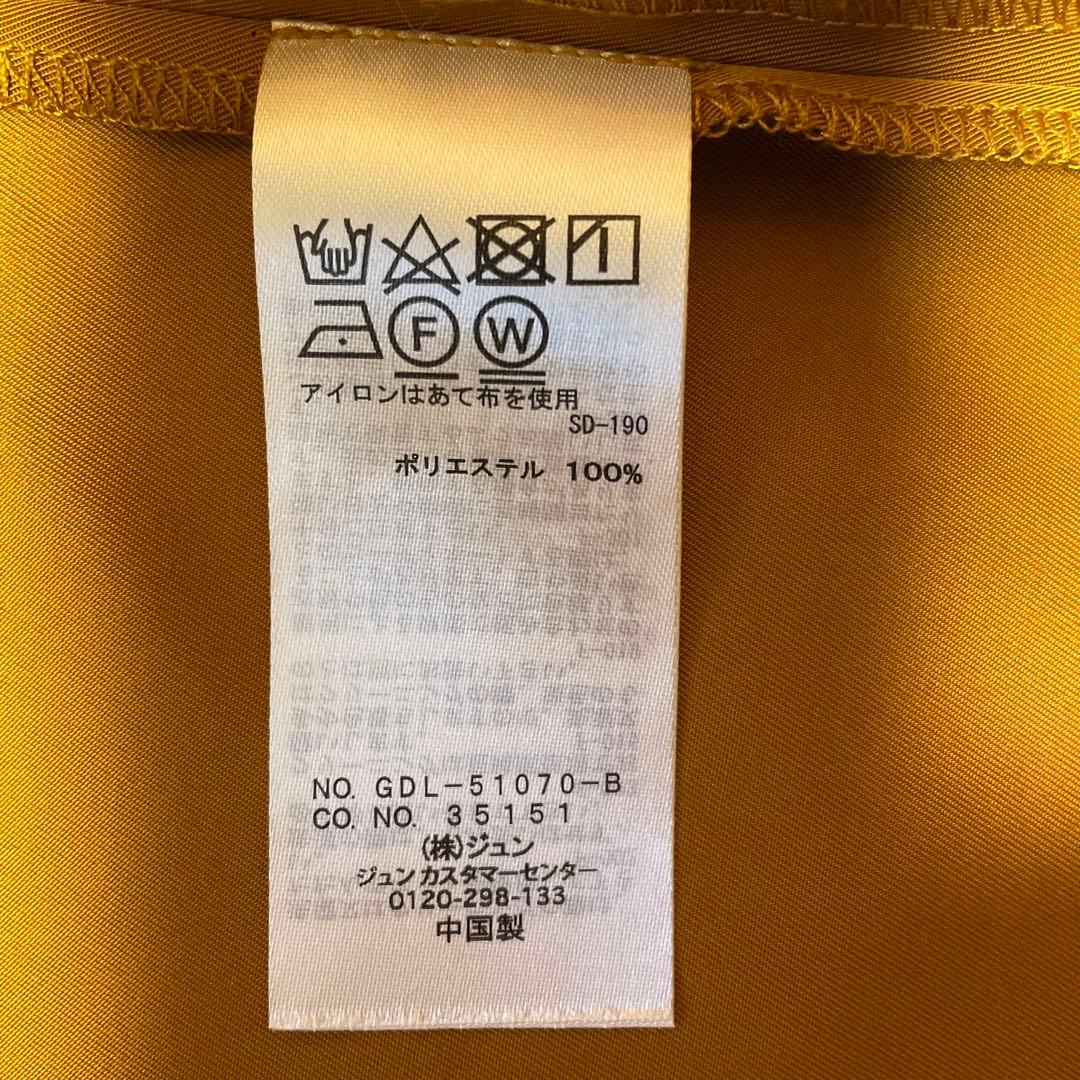 F W
アイロンはあて布を使用
SD-190
ポリエステル 100%
NO. GDL-51070-B
CO. NO. 35151
(株)ジュン
ジュンカスタマーセンター
0120-298-133
中国製